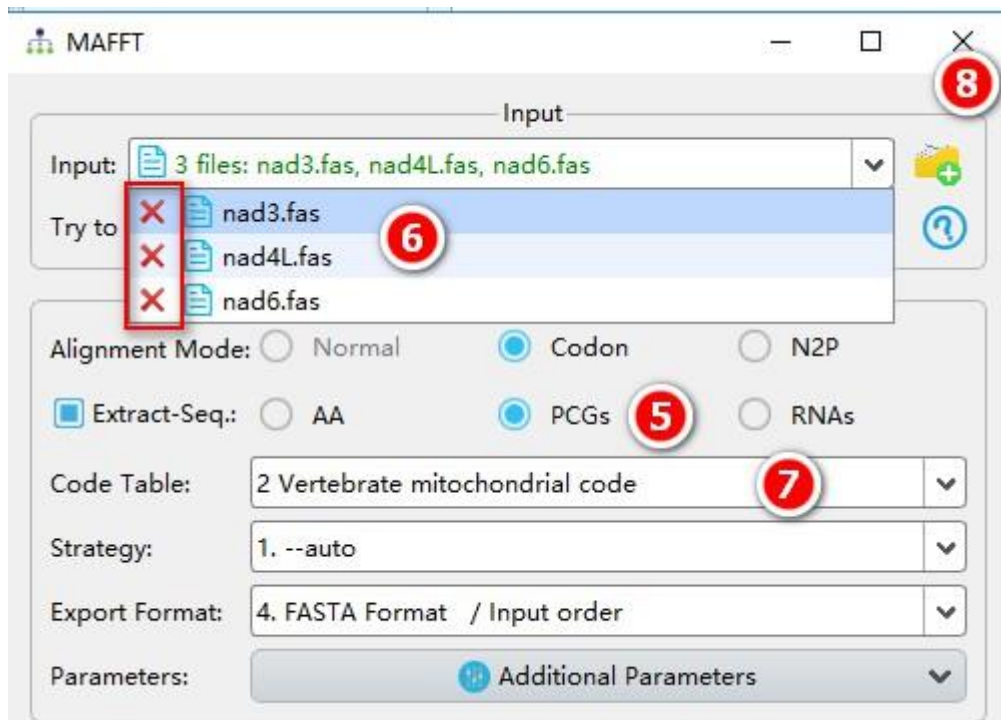 MAFFT
8
Input
Input: 3 files: nad3.fas, nad4L.fas, nad6.fas
Try to
nad3.fas
6
nad4L.fas
nad6.fas
Alignment Mode: Normal Codon N2P
Extract-Seq.: AA PCGs 5 RNAs
Code Table: 2 Vertebrate mitochondrial code 7
Strategy: 1. --auto
Export Format: 4. FASTA Format / Input order
Parameters: Additional Parameters